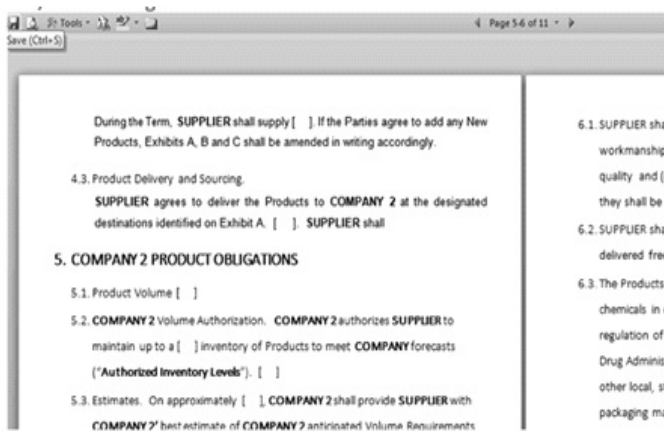 Tools
Page 5-6 of 11
Save (Ctrl+S)
During the Term, SUPPLIER shall supply [ ]. If the Parties agree to add any New
Products, Exhibits A, B and C shall be amended in writing accordingly.
4.3. Product Delivery and Sourcing.
SUPPLIER agrees to deliver the Products to COMPANY 2 at the designated
destinations identified on Exhibit A. [ ]. SUPPLIER shall
5. COMPANY 2 PRODUCT OBLIGATIONS
5.1. Product Volume [ ]
5.2. COMPANY 2 Volume Authorization. COMPANY 2 authorizes SUPPLIER to
maintain up to a [ ] inventory of Products to meet COMPANY forecasts
("Authorized Inventory Levels"). [ ]
5.3. Estimates. On approximately [ ], COMPANY 2 shall provide SUPPLIER with
COMPANY 2' best estimate of COMPANY 2 anticipated Volume Requirements
6.1. SUPPLIER sha
workmanship
quality and (
they shall be
6.2. SUPPLIER sha
delivered free
6.3. The Products
chemicals in
regulation of
Drug Adminis
other local, s
packaging ma